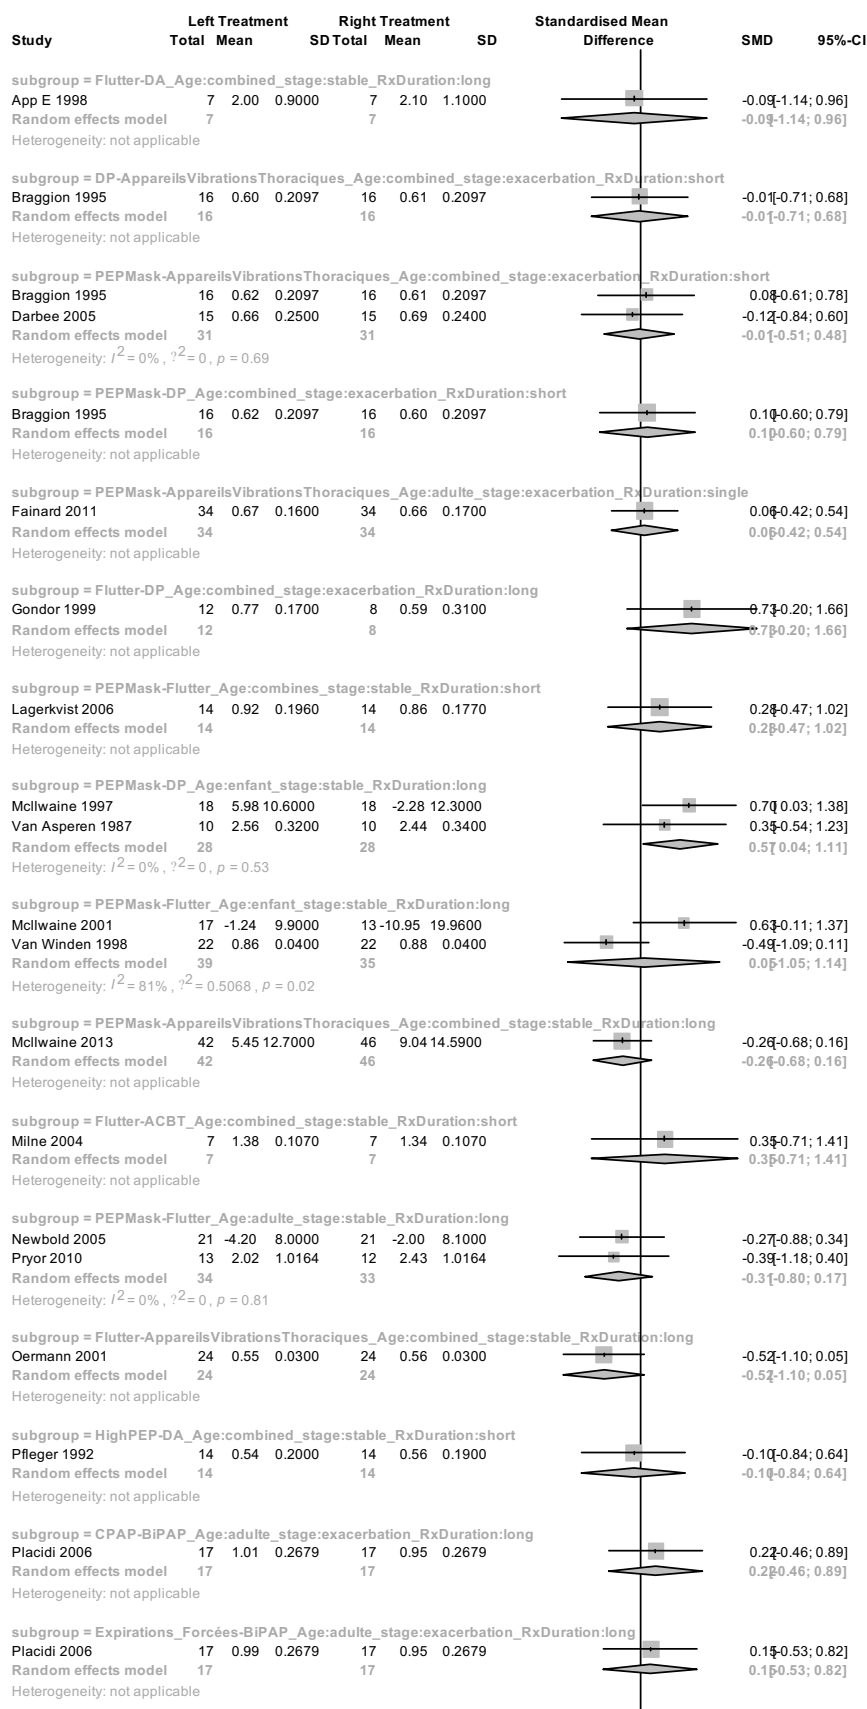 Left Treatment Right Treatment Standardised Mean
Study Total Mean SD Total Mean SD Difference SMD 95%-CI
subgroup = Flutter-DA_Age:combined_stage:stable_RxDuration:long
App E 1998 7 2.00 0.9000 7 2.10 1.1000 -0.09 [-1.14; 0.96]
Random effects model 7 7 -0.09 [-1.14; 0.96]
Heterogeneity: not applicable
subgroup = DP-AppareilsVibrationsThoraciques_Age:combined_stage:exacerbation_RxDuration:short
Braggion 1995 16 0.60 0.2097 16 0.61 0.2097 -0.01 [-0.71; 0.68]
Random effects model 16 16 -0.01 [-0.71; 0.68]
Heterogeneity: not applicable
subgroup = PEPMask-AppareilsVibrationsThoraciques_Age:combined_stage:exacerbation_RxDuration:short
Braggion 1995 16 0.62 0.2097 16 0.61 0.2097 0.08 [-0.61; 0.78]
Darbee 2005 15 0.66 0.2500 15 0.69 0.2400 -0.12 [-0.84; 0.60]
Random effects model 31 31 -0.01 [-0.51; 0.48]
Heterogeneity: I² = 0% , ?² = 0 , p = 0.69
subgroup = PEPMask-DP_Age:combined_stage:exacerbation_RxDuration:short
Braggion 1995 16 0.62 0.2097 16 0.60 0.2097 0.10 [-0.60; 0.79]
Random effects model 16 16 0.10 [-0.60; 0.79]
Heterogeneity: not applicable
subgroup = PEPMask-AppareilsVibrationsThoraciques_Age:adulte_stage:exacerbation_RxDuration:single
Fainard 2011 34 0.67 0.1600 34 0.66 0.1700 0.06 [-0.42; 0.54]
Random effects model 34 34 0.06 [-0.42; 0.54]
Heterogeneity: not applicable
subgroup = Flutter-DP_Age:combined_stage:exacerbation_RxDuration:long
Gondor 1999 12 0.77 0.1700 8 0.59 0.3100 0.73 [-0.20; 1.66]
Random effects model 12 8 0.73 [-0.20; 1.66]
Heterogeneity: not applicable
subgroup = PEPMask-Flutter_Age:combines_stage:stable_RxDuration:short
Lagerkvist 2006 14 0.92 0.1960 14 0.86 0.1770 0.28 [-0.47; 1.02]
Random effects model 14 14 0.28 [-0.47; 1.02]
Heterogeneity: not applicable
subgroup = PEPMask-DP_Age:enfant_stage:stable_RxDuration:long
McIlwaine 1997 18 5.98 10.6000 18 -2.28 12.3000 0.70 [ 0.03; 1.38]
Van Asperen 1987 10 2.56 0.3200 10 2.44 0.3400 0.35 [-0.54; 1.23]
Random effects model 28 28 0.57 [ 0.04; 1.11]
Heterogeneity: I² = 0% , ?² = 0 , p = 0.53
subgroup = PEPMask-Flutter_Age:enfant_stage:stable_RxDuration:long
McIlwaine 2001 17 -1.24 9.9000 13 -10.95 19.9600 0.63 [-0.11; 1.37]
Van Winden 1998 22 0.86 0.0400 22 0.88 0.0400 -0.49 [-1.09; 0.11]
Random effects model 39 35 0.05 [-1.05; 1.14]
Heterogeneity: I² = 81% , ?² = 0.5068 , p = 0.02
subgroup = PEPMask-AppareilsVibrationsThoraciques_Age:combined_stage:stable_RxDuration:long
McIlwaine 2013 42 5.45 12.7000 46 9.04 14.5900 -0.26 [-0.68; 0.16]
Random effects model 42 46 -0.26 [-0.68; 0.16]
Heterogeneity: not applicable
subgroup = Flutter-ACBT_Age:combined_stage:stable_RxDuration:short
Milne 2004 7 1.38 0.1070 7 1.34 0.1070 0.35 [-0.71; 1.41]
Random effects model 7 7 0.35 [-0.71; 1.41]
Heterogeneity: not applicable
subgroup = PEPMask-Flutter_Age:adulte_stage:stable_RxDuration:long
Newbold 2005 21 -4.20 8.0000 21 -2.00 8.1000 -0.27 [-0.88; 0.34]
Pryor 2010 13 2.02 1.0164 12 2.43 1.0164 -0.39 [-1.18; 0.40]
Random effects model 34 33 -0.31 [-0.80; 0.17]
Heterogeneity: I² = 0% , ?² = 0 , p = 0.81
subgroup = Flutter-AppareilsVibrationsThoraciques_Age:combined_stage:stable_RxDuration:long
Oermann 2001 24 0.55 0.0300 24 0.56 0.0300 -0.52 [-1.10; 0.05]
Random effects model 24 24 -0.52 [-1.10; 0.05]
Heterogeneity: not applicable
subgroup = HighPEP-DA_Age:combined_stage:stable_RxDuration:short
Pfleger 1992 14 0.54 0.2000 14 0.56 0.1900 -0.10 [-0.84; 0.64]
Random effects model 14 14 -0.10 [-0.84; 0.64]
Heterogeneity: not applicable
subgroup = CPAP-BiPAP_Age:adulte_stage:exacerbation_RxDuration:long
Placidi 2006 17 1.01 0.2679 17 0.95 0.2679 0.22 [-0.46; 0.89]
Random effects model 17 17 0.22 [-0.46; 0.89]
Heterogeneity: not applicable
subgroup = Expirations_Forcées-BiPAP_Age:adulte_stage:exacerbation_RxDuration:long
Placidi 2006 17 0.99 0.2679 17 0.95 0.2679 0.15 [-0.53; 0.82]
Random effects model 17 17 0.15 [-0.53; 0.82]
Heterogeneity: not applicable